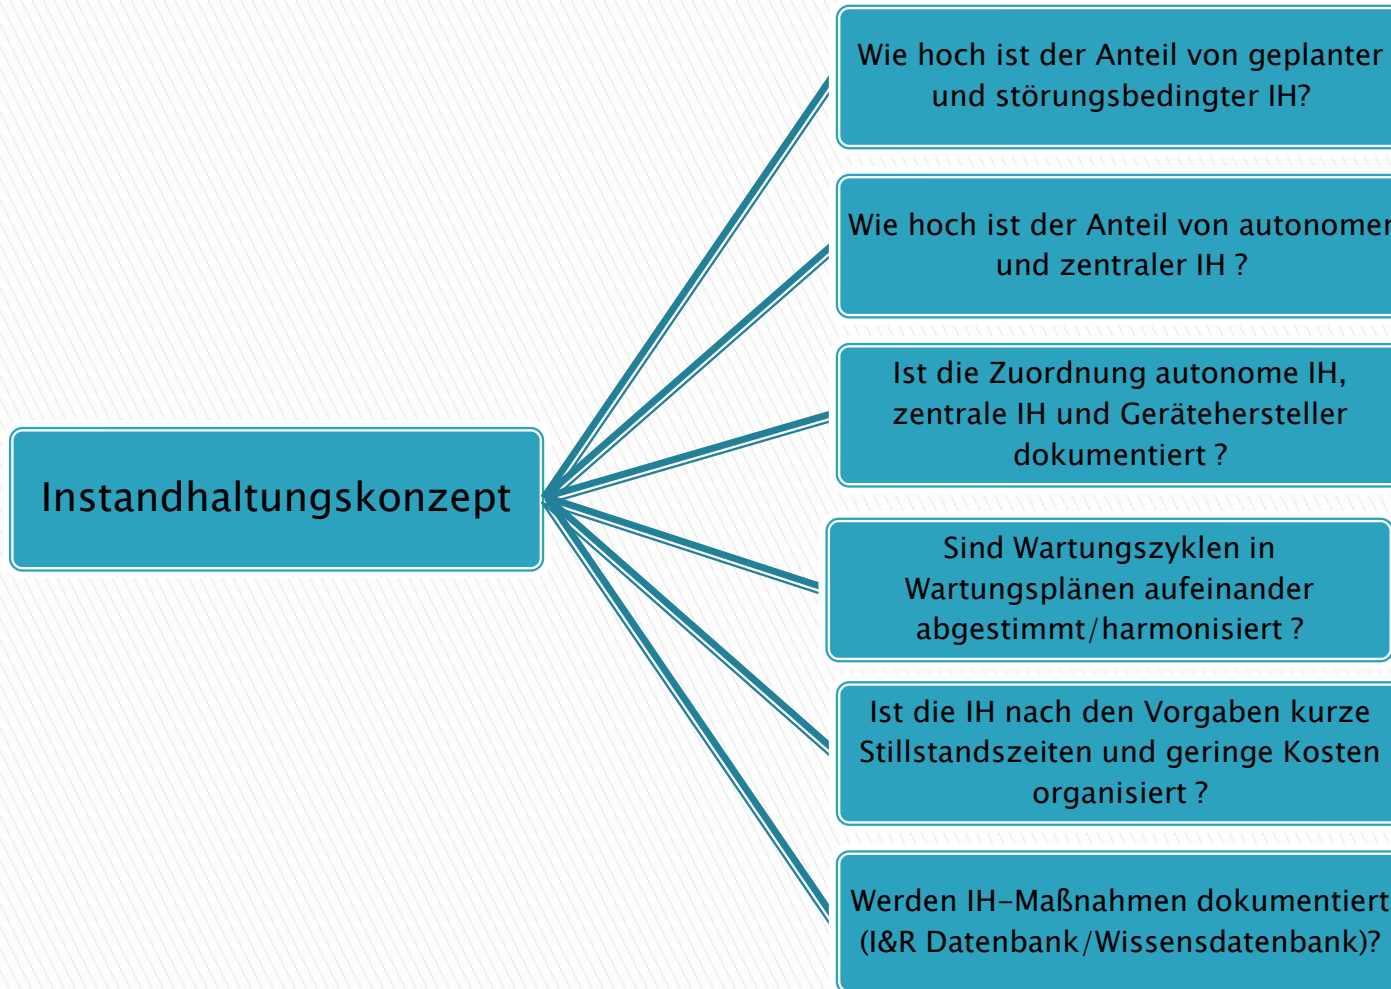 Wie hoch ist der Anteil von geplanter
und störungsbedingter IH?
Wie hoch ist der Anteil von autonomer
und zentraler IH ?
Ist die Zuordnung autonome IH,
zentrale IH und Gerätehersteller
dokumentiert ?
Instandhaltungskonzept
Sind Wartungszyklen in
Wartungsplänen aufeinander
abgestimmt/harmonisiert ?
Ist die IH nach den Vorgaben kurze
Stillstandszeiten und geringe Kosten
organisiert ?
Werden IH-Maßnahmen dokumentiert
(I&R Datenbank/Wissensdatenbank)?